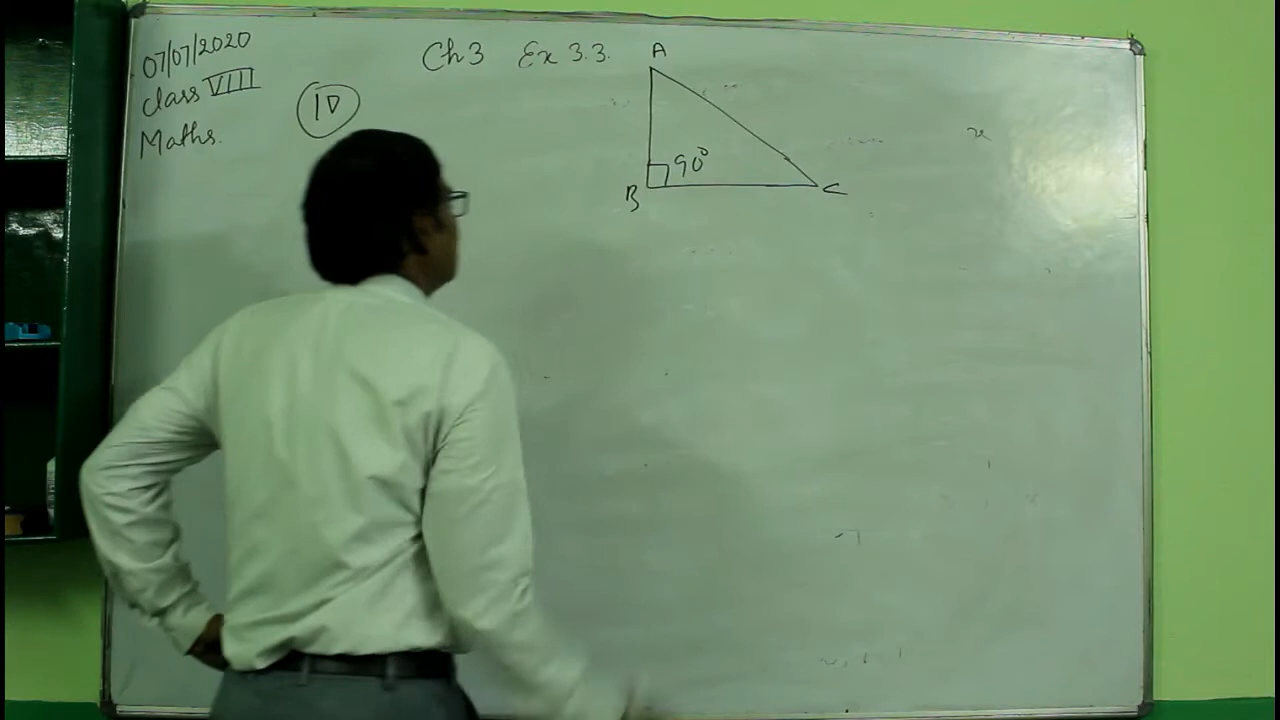 07/07/2020
Class VIII
Maths.
Ch 3 Ex 3.3.
10
A
90°
B
C